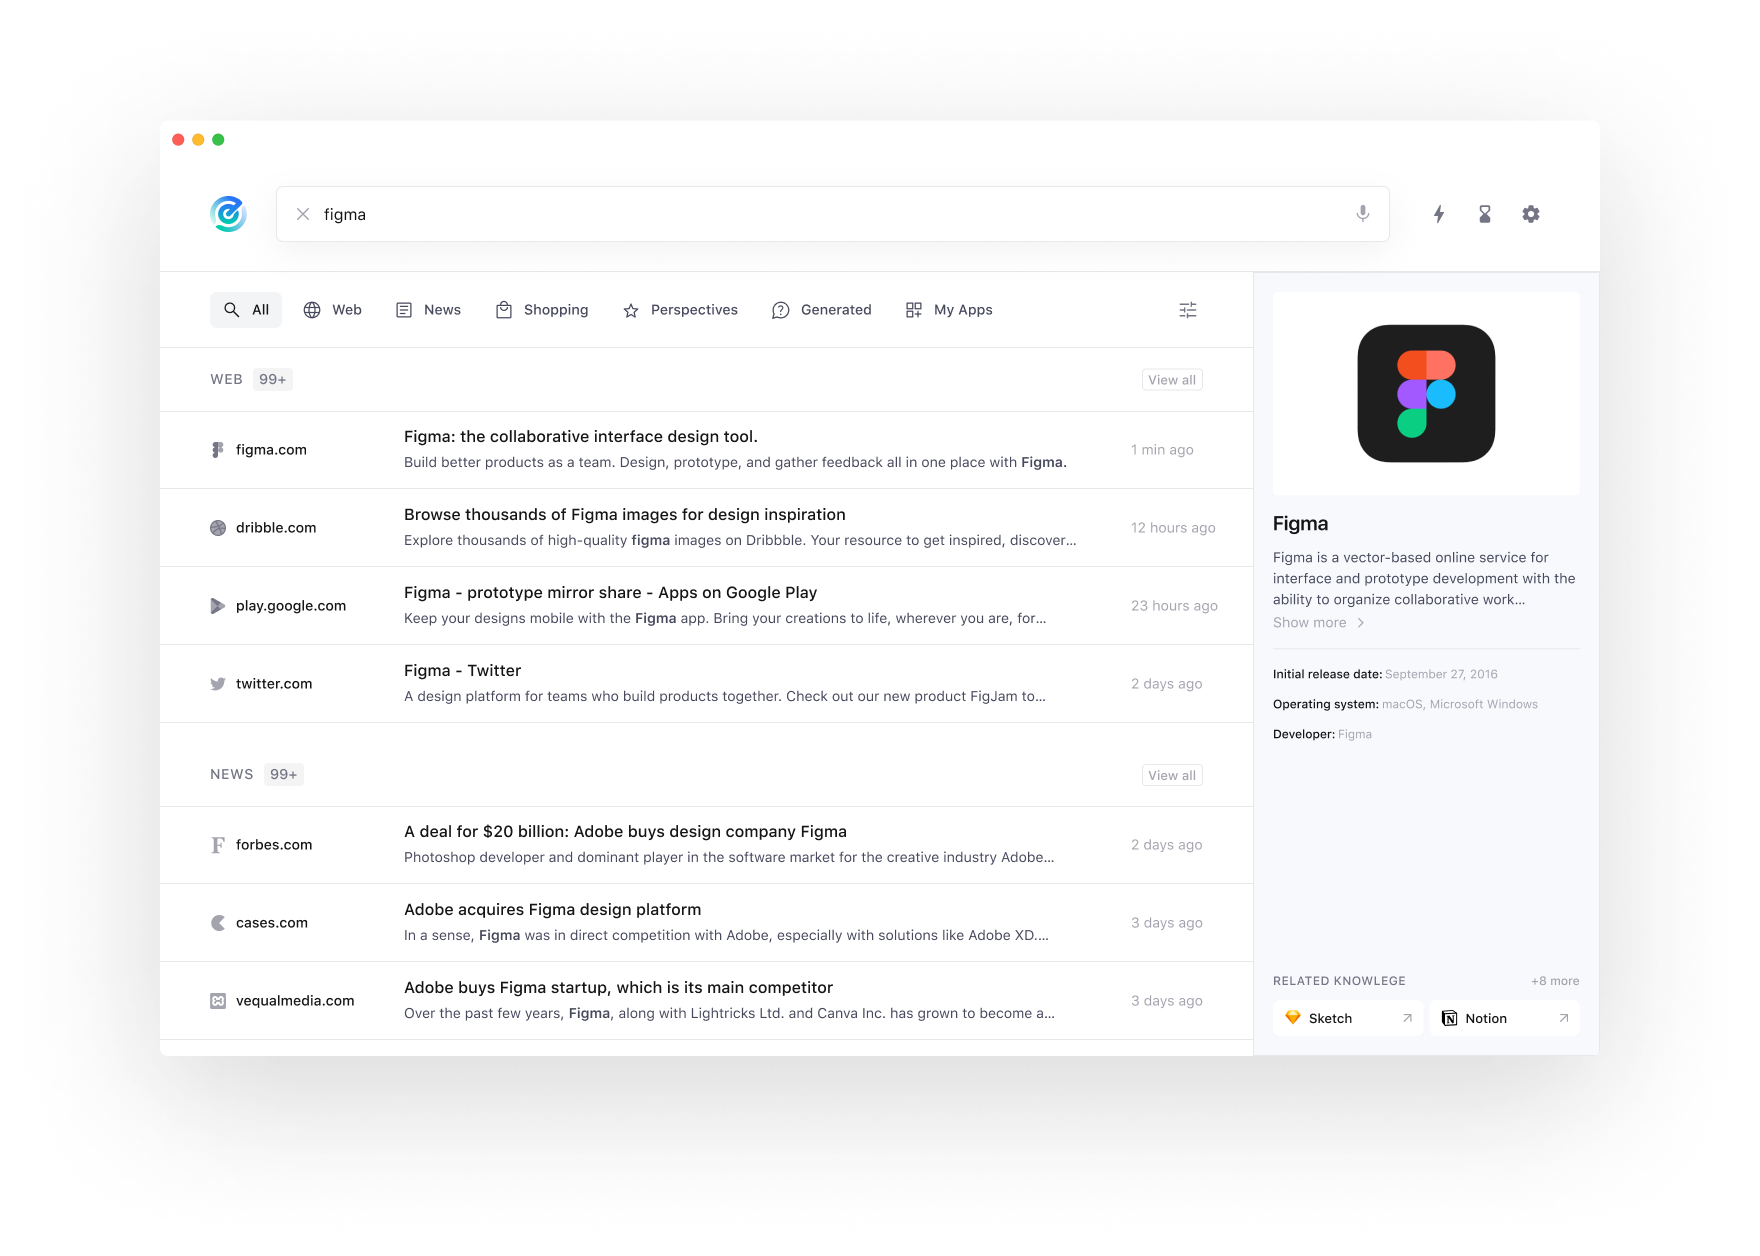 figma
All Web News Shopping Perspectives Generated My Apps
WEB 99+ View all
figma.com Figma: the collaborative interface design tool. 1 min ago
Build better products as a team. Design, prototype, and gather feedback all in one place with Figma.
dribble.com Browse thousands of Figma images for design inspiration 12 hours ago
Explore thousands of high-quality figma images on Dribbble. Your resource to get inspired, discover...
play.google.com Figma - prototype mirror share - Apps on Google Play 23 hours ago
Keep your designs mobile with the Figma app. Bring your creations to life, wherever you are, for...
twitter.com Figma - Twitter 2 days ago
A design platform for teams who build products together. Check out our new product FigJam to...
NEWS 99+ View all
forbes.com A deal for $20 billion: Adobe buys design company Figma 2 days ago
Photoshop developer and dominant player in the software market for the creative industry Adobe...
cases.com Adobe acquires Figma design platform 3 days ago
In a sense, Figma was in direct competition with Adobe, especially with solutions like Adobe XD....
vequalmedia.com Adobe buys Figma startup, which is its main competitor 3 days ago
Over the past few years, Figma, along with Lightricks Ltd. and Canva Inc. has grown to become a...
Figma
Figma is a vector-based online service for
interface and prototype development with the
ability to organize collaborative work...
Show more
Initial release date: September 27, 2016
Operating system: macOS, Microsoft Windows
Developer: Figma
RELATED KNOWLEGE +8 more
Sketch Notion